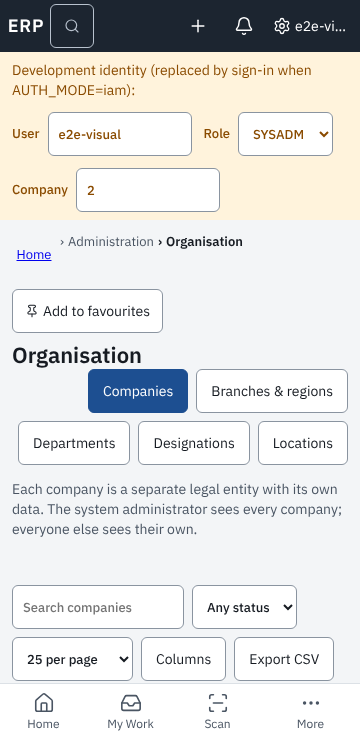 ERP e2e-vi...
Development identity (replaced by sign-in when
AUTH_MODE=iam):
User e2e-visual Role SYSADM
Company 2
Home › Administration › Organisation
Add to favourites
Organisation
Companies Branches & regions
Departments Designations Locations
Each company is a separate legal entity with its own
data. The system administrator sees every company;
everyone else sees their own.
Search companies Any status
25 per page Columns Export CSV
Home My Work Scan More